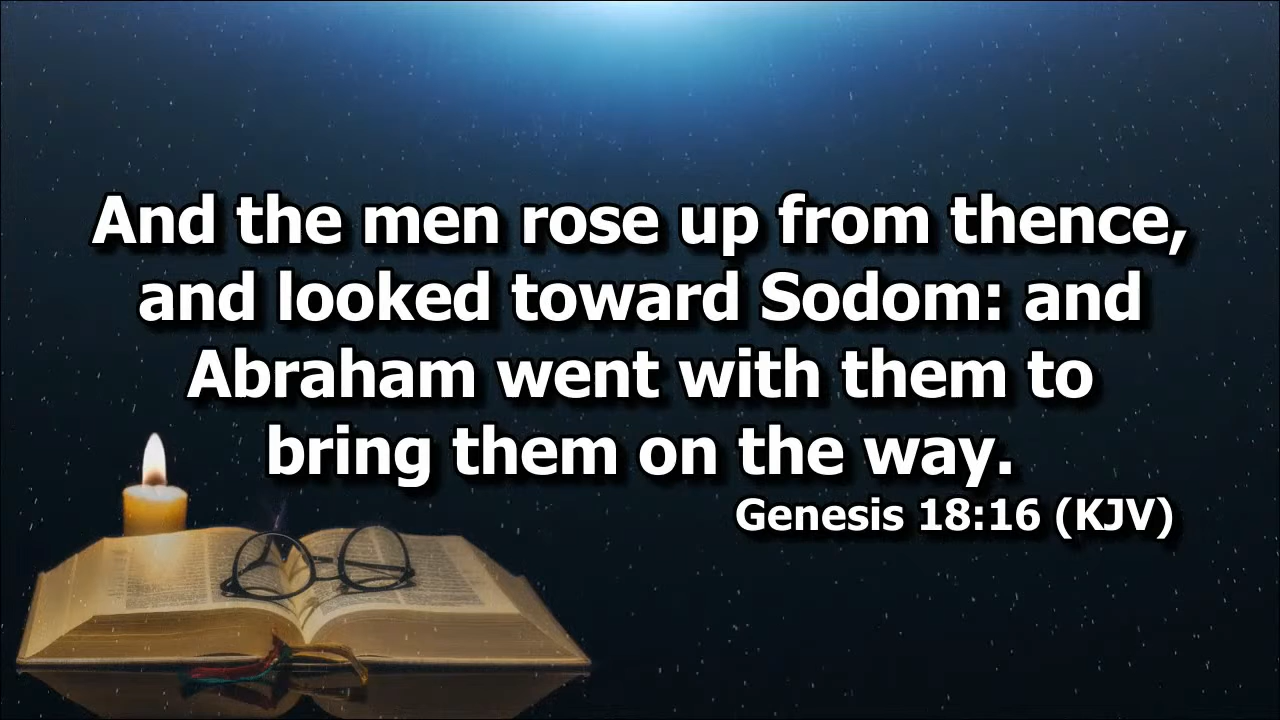 And the men rose up from thence,
and looked toward Sodom: and
Abraham went with them to
bring them on the way.
Genesis 18:16 (KJV)